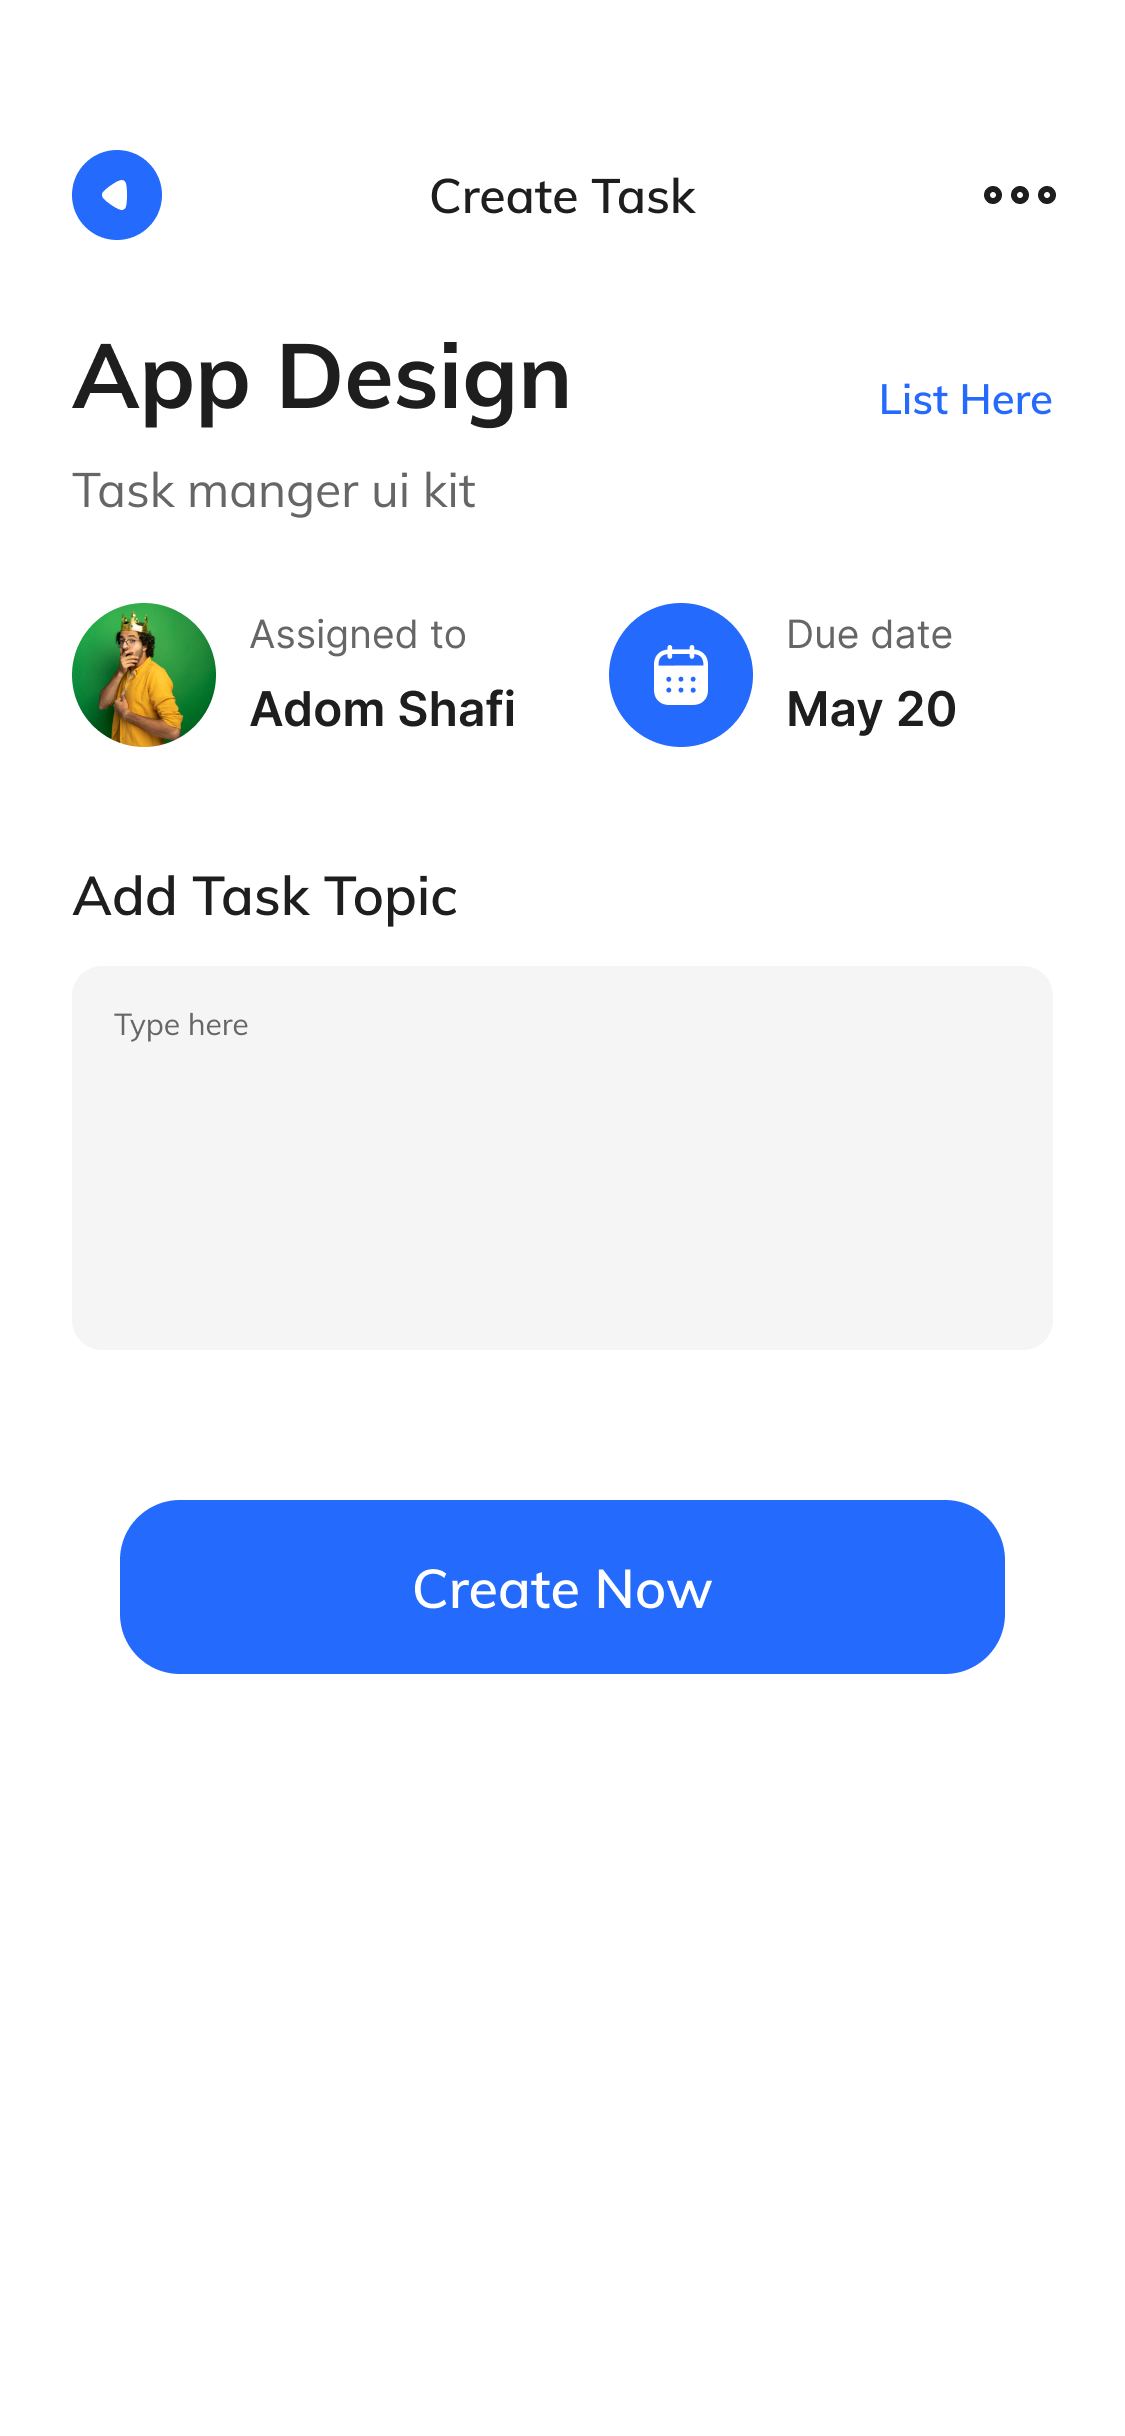 Create Task
App Design
List Here
Task manger ui kit
Assigned to
Adom Shafi
Due date
May 20
Add Task Topic
Type here
Create Now